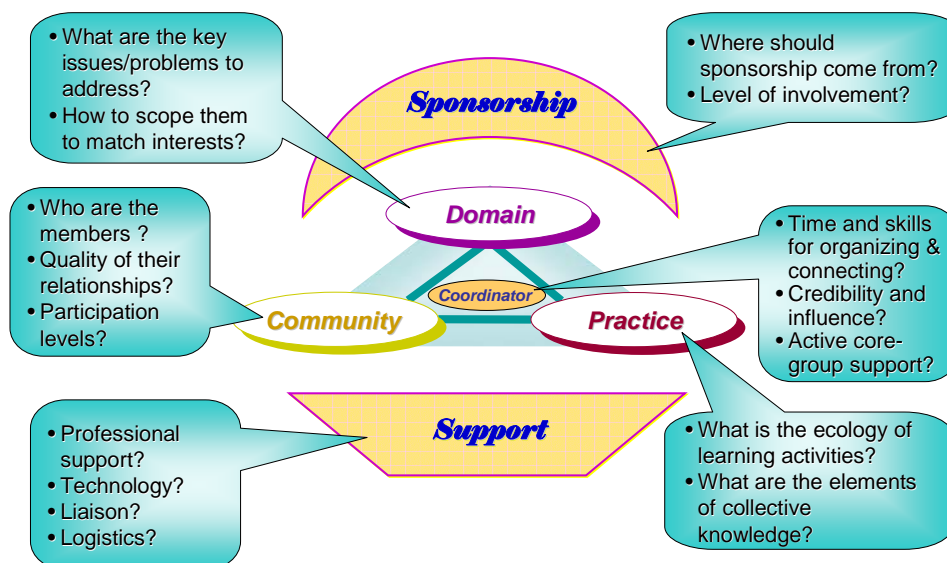 • What are the key
issues/problems to
address?
• How to scope them
to match interests?
Sponsorship
• Where should
sponsorship come from?
• Level of involvement?
Domain
• Who are the
members ?
• Quality of their
relationships?
• Participation
levels?
Coordinator
Community
Practice
• Time and skills
for organizing &
connecting?
• Credibility and
influence?
• Active core-
group support?
Support
• Professional
support?
• Technology?
• Liaison?
• Logistics?
• What is the ecology of
learning activities?
• What are the elements
of collective
knowledge?